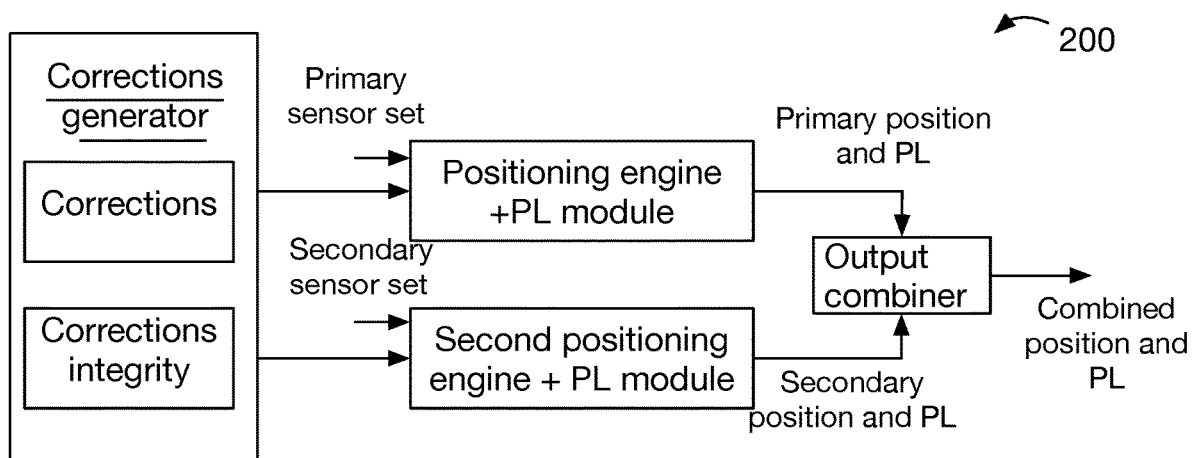 200
Corrections
generator
Corrections
Corrections
integrity
Primary
sensor set
Positioning engine
+PL module
Secondary
sensor set
Second positioning
engine + PL module
Primary position
and PL
Output
combiner
Secondary
position and PL
Combined
position and
PL